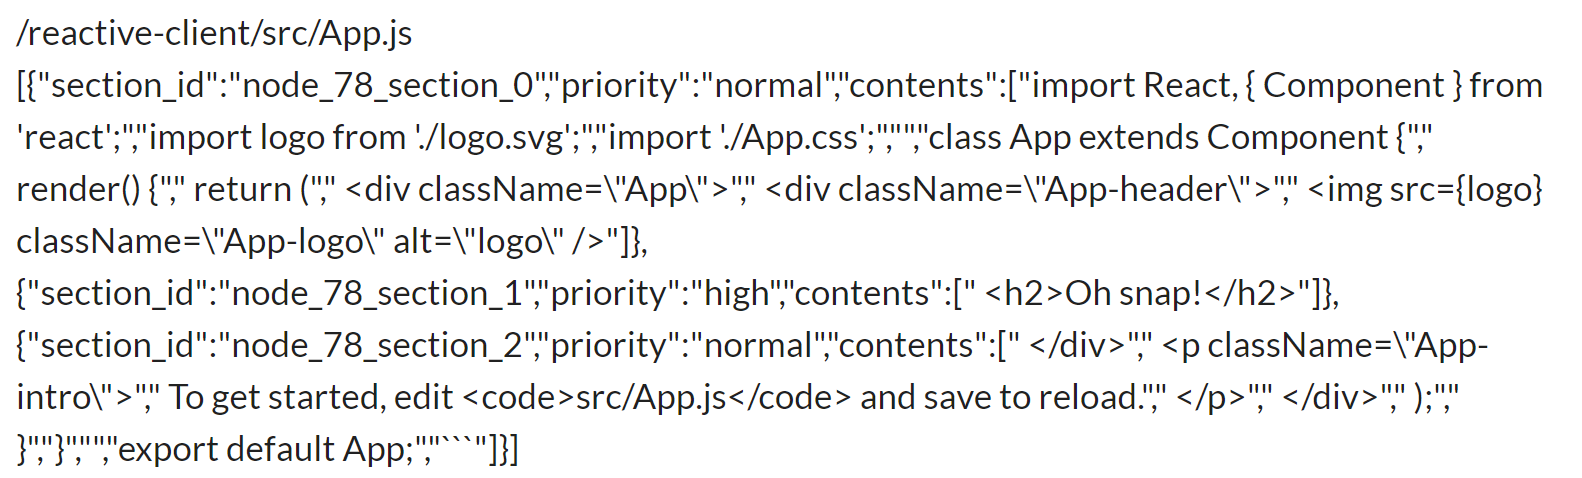 /reactive-client/src/App.js
[{"section_id":"node_78_section_0","priority":"normal","contents":["import React, { Component } from
'react';","import logo from './logo.svg';","import './App.css';","","class App extends Component {","
render() {"," return ("," <div className=\"App\">"," <div className=\"App-header\">"," <img src={logo}
className=\"App-logo\" alt=\"logo\" />"]},
{"section_id":"node_78_section_1","priority":"high","contents":[" <h2>Oh snap!</h2>"]},
{"section_id":"node_78_section_2","priority":"normal","contents":[" </div>"," <p className=\"App-
intro\">"," To get started, edit <code>src/App.js</code> and save to reload."," </p>"," </div>"," );","
}","}","","export default App;","```"]}]